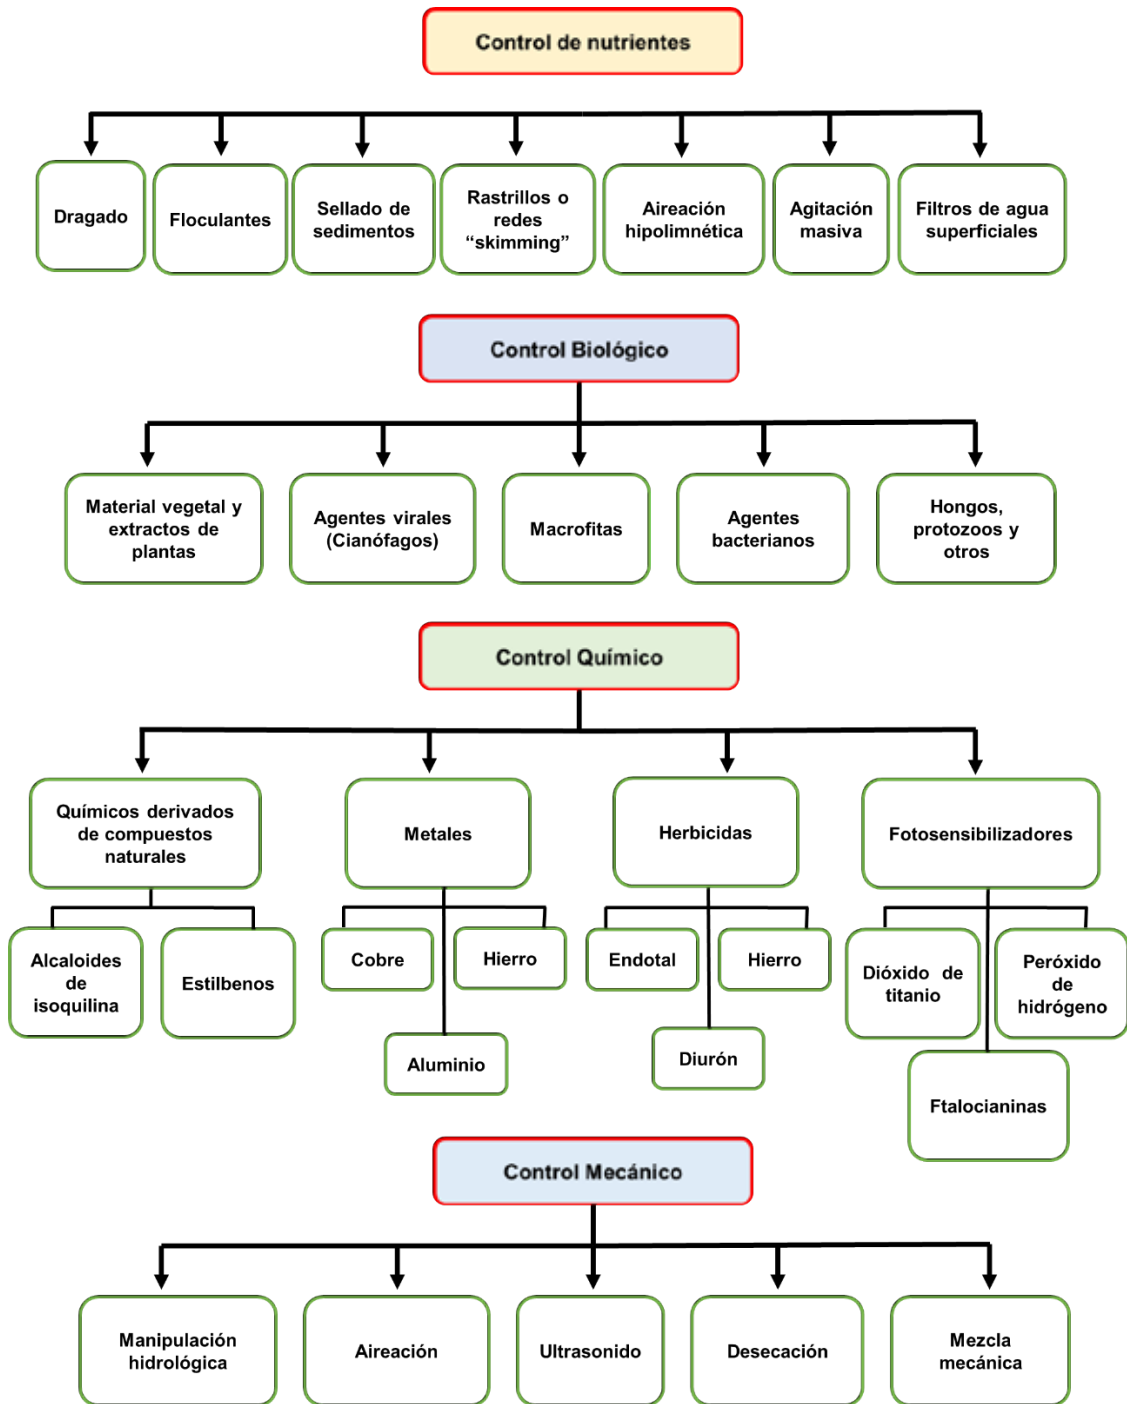 Control de nutrientes
Dragado
Floculantes
Sellado de
sedimentos
Rastrillos o
redes
“skimming”
Aireación
hipolimnética
Agitación
masiva
Filtros de agua
superficiales
Control Biológico
Material vegetal y
extractos de
plantas
Agentes virales
(Cianófagos)
Macrofitas
Agentes
bacterianos
Hongos,
protozoos y
otros
Control Químico
Químicos derivados
de compuestos
naturales
Metales
Herbicidas
Fotosensibilizadores
Alcaloides
de
isoquilina
Estilbenos
Cobre
Hierro
Aluminio
Endotal
Hierro
Diurón
Dióxido de
titanio
Peróxido
de
hidrógeno
Ftalocianinas
Control Mecánico
Manipulación
hidrológica
Aireación
Ultrasonido
Desecación
Mezcla
mecánica